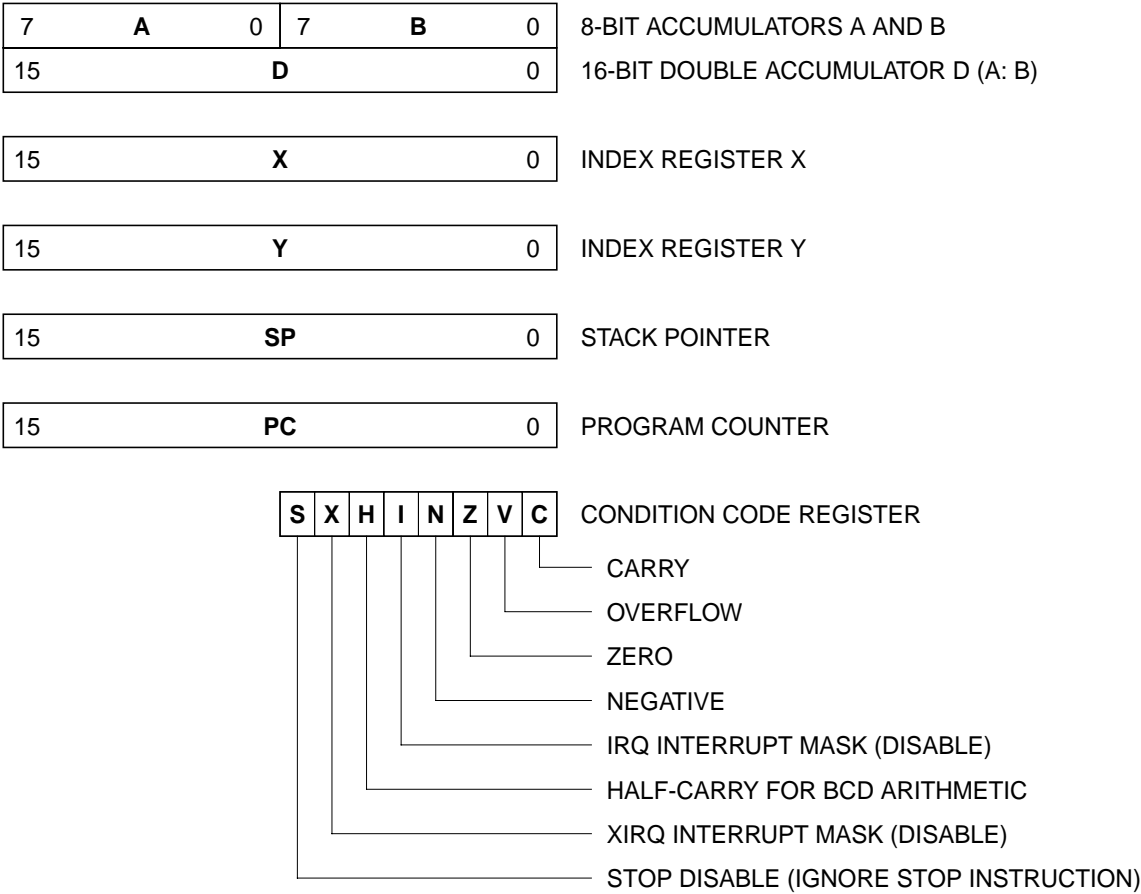 7 A 0 7 B 0 8-BIT ACCUMULATORS A AND B
15 D 0 16-BIT DOUBLE ACCUMULATOR D (A: B)
15 X 0 INDEX REGISTER X
15 Y 0 INDEX REGISTER Y
15 SP 0 STACK POINTER
15 PC 0 PROGRAM COUNTER
S X H I N Z V C CONDITION CODE REGISTER
CARRY
OVERFLOW
ZERO
NEGATIVE
IRQ INTERRUPT MASK (DISABLE)
HALF-CARRY FOR BCD ARITHMETIC
XIRQ INTERRUPT MASK (DISABLE)
STOP DISABLE (IGNORE STOP INSTRUCTION)